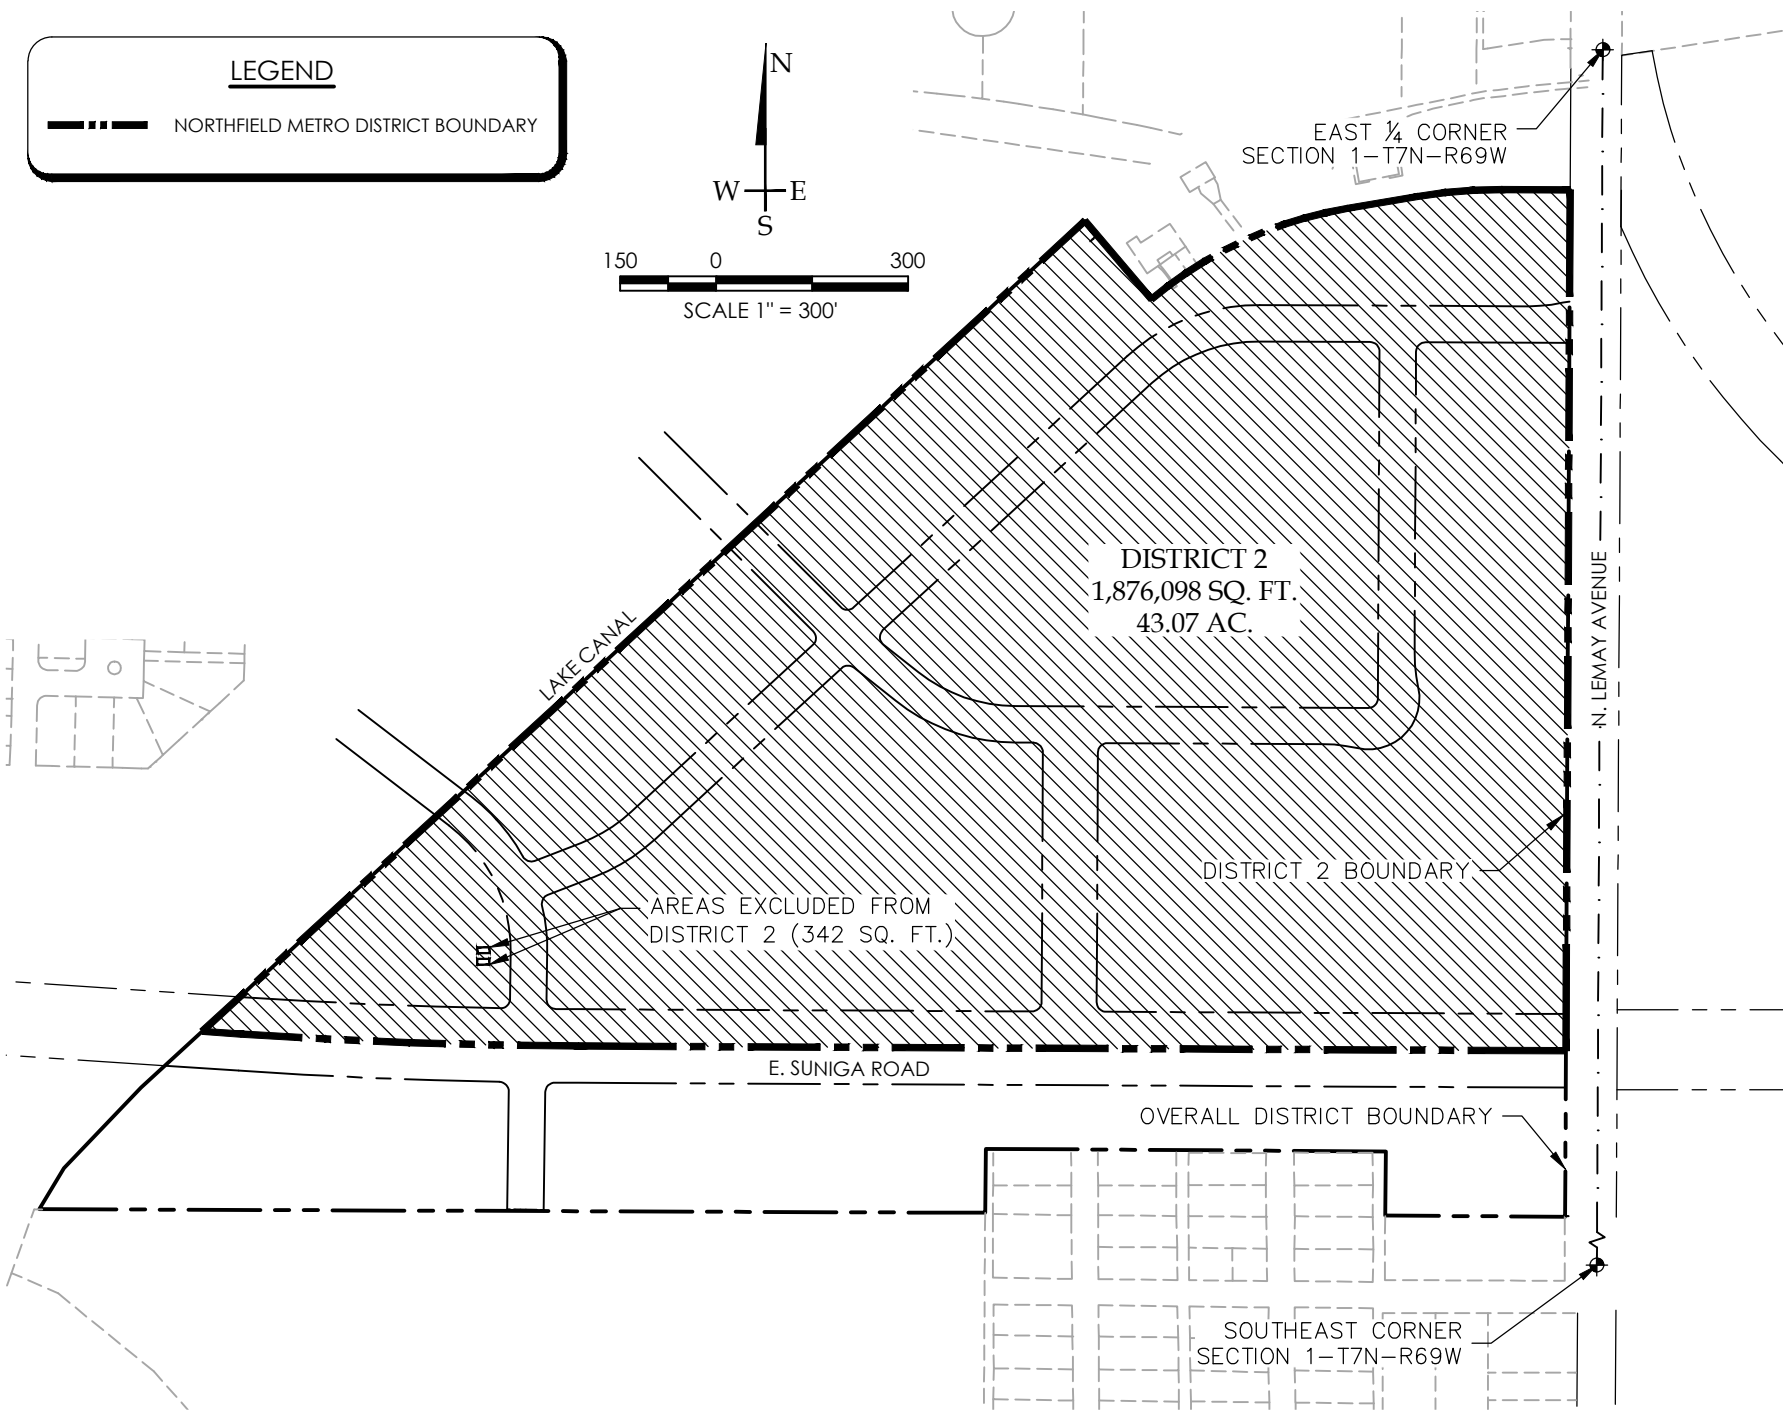 LEGEND
NORTHFIELD METRO DISTRICT BOUNDARY
N
W E
S
150 0 300
SCALE 1" = 300'
EAST ¼ CORNER
SECTION 1-T7N-R69W
DISTRICT 2
1,876,098 SQ. FT.
43.07 AC.
N. LEMAY AVENUE
LAKE CANAL
DISTRICT 2 BOUNDARY
AREAS EXCLUDED FROM
DISTRICT 2 (342 SQ. FT.)
E. SUNIGA ROAD
OVERALL DISTRICT BOUNDARY
SOUTHEAST CORNER
SECTION 1-T7N-R69W